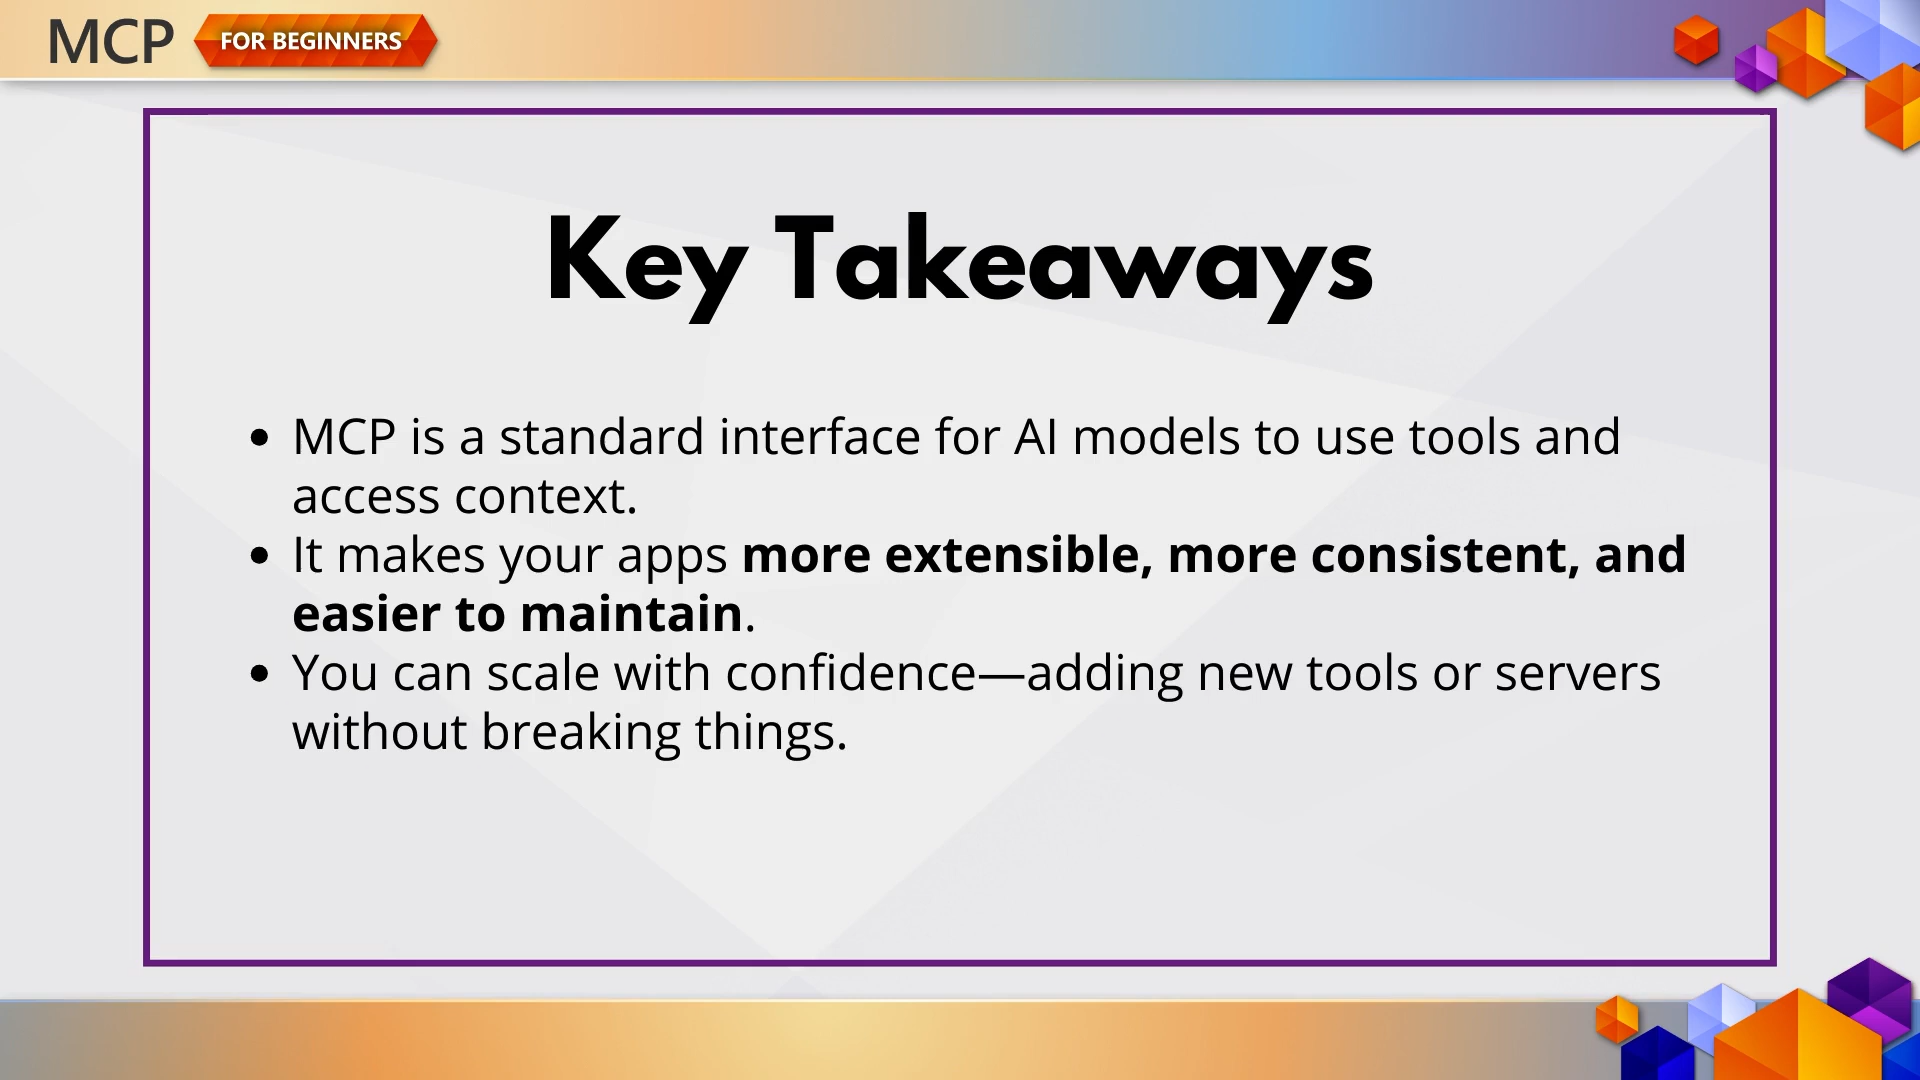 MCP FOR BEGINNERS
Key Takeaways
• MCP is a standard interface for AI models to use tools and
access context.
• It makes your apps more extensible, more consistent, and
easier to maintain.
• You can scale with confidence—adding new tools or servers
without breaking things.